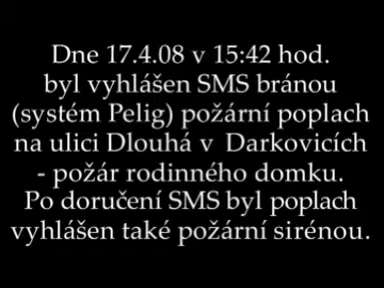 Dne 17.4.08 v 15:42 hod.
byl vyhlášen SMS bránou
(systém Pelig) požární poplach
na ulici Dlouhá v Darkovicích
- požár rodinného domku.
Po doručení SMS byl poplach
vyhlášen také požární sirénou.